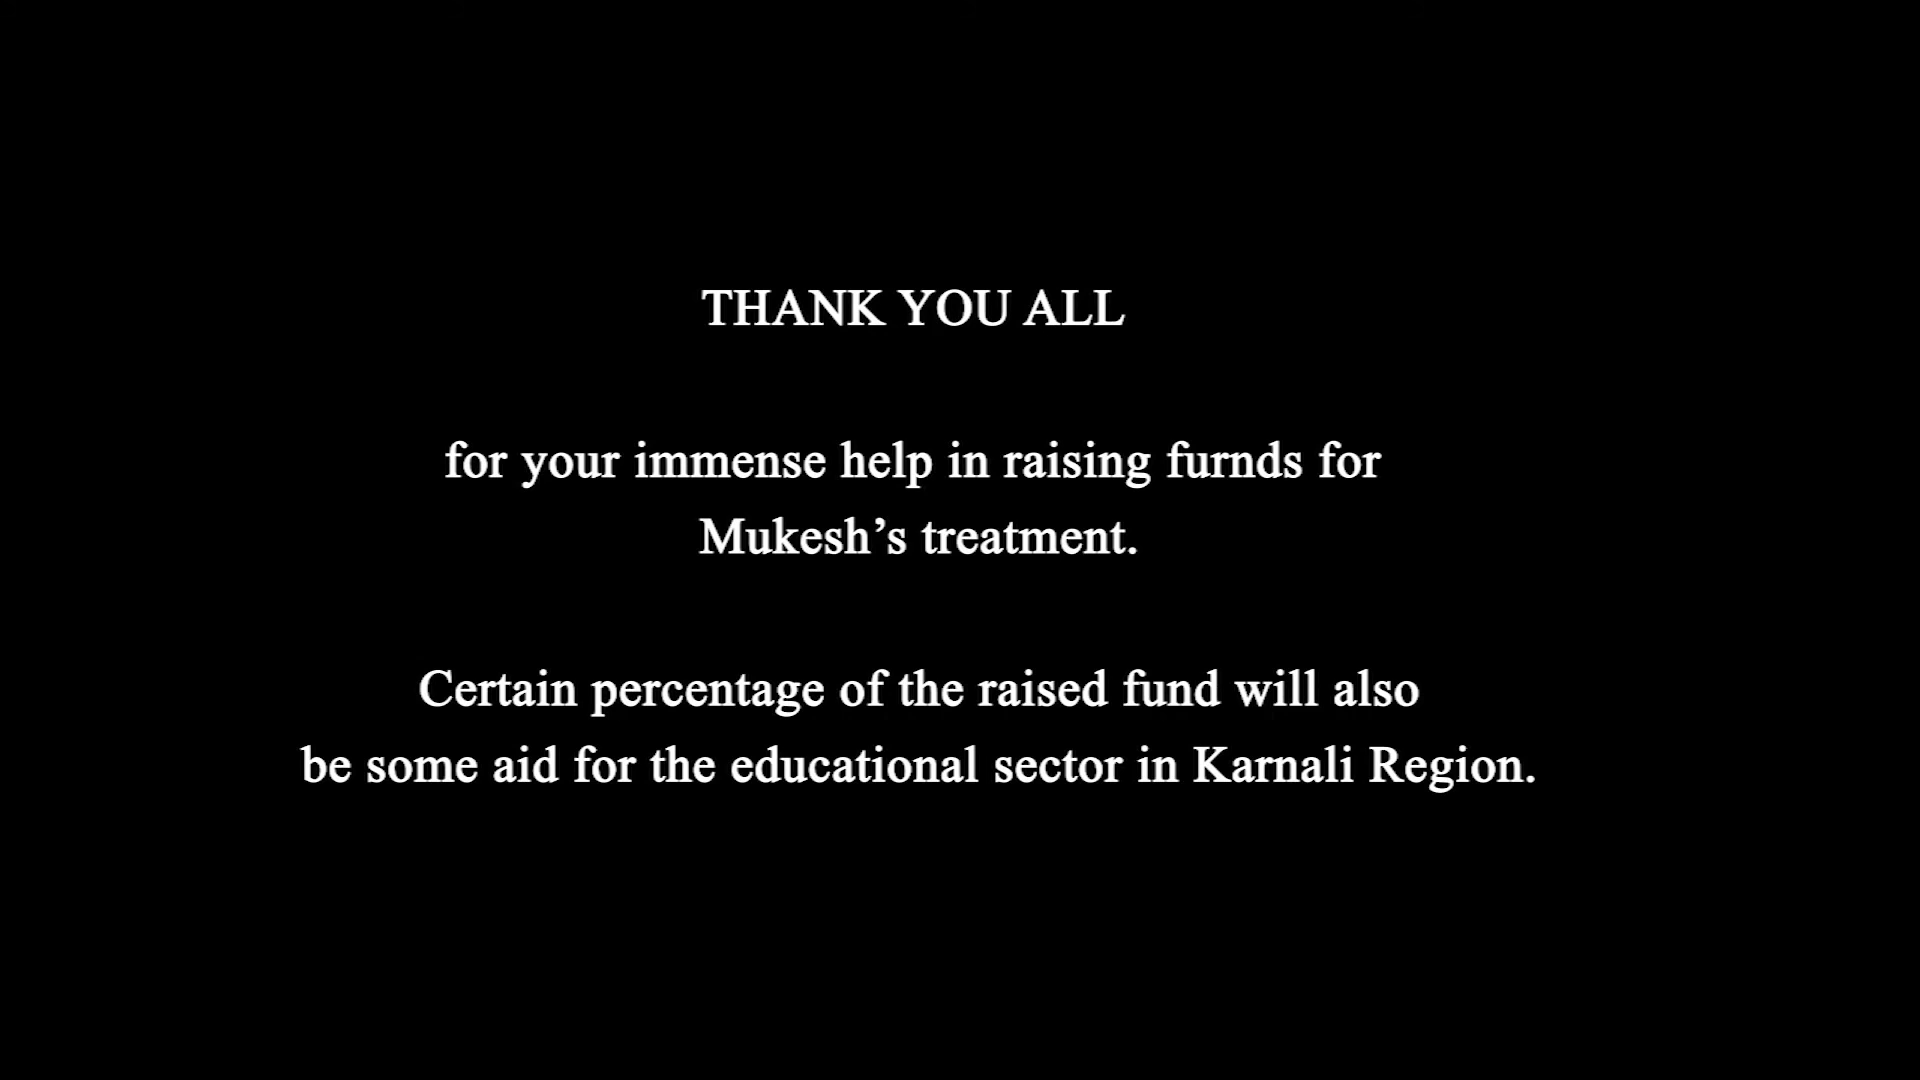 THANK YOU ALL
for your immense help in raising furnds for
Mukesh’s treatment.
Certain percentage of the raised fund will also
be some aid for the educational sector in Karnali Region.